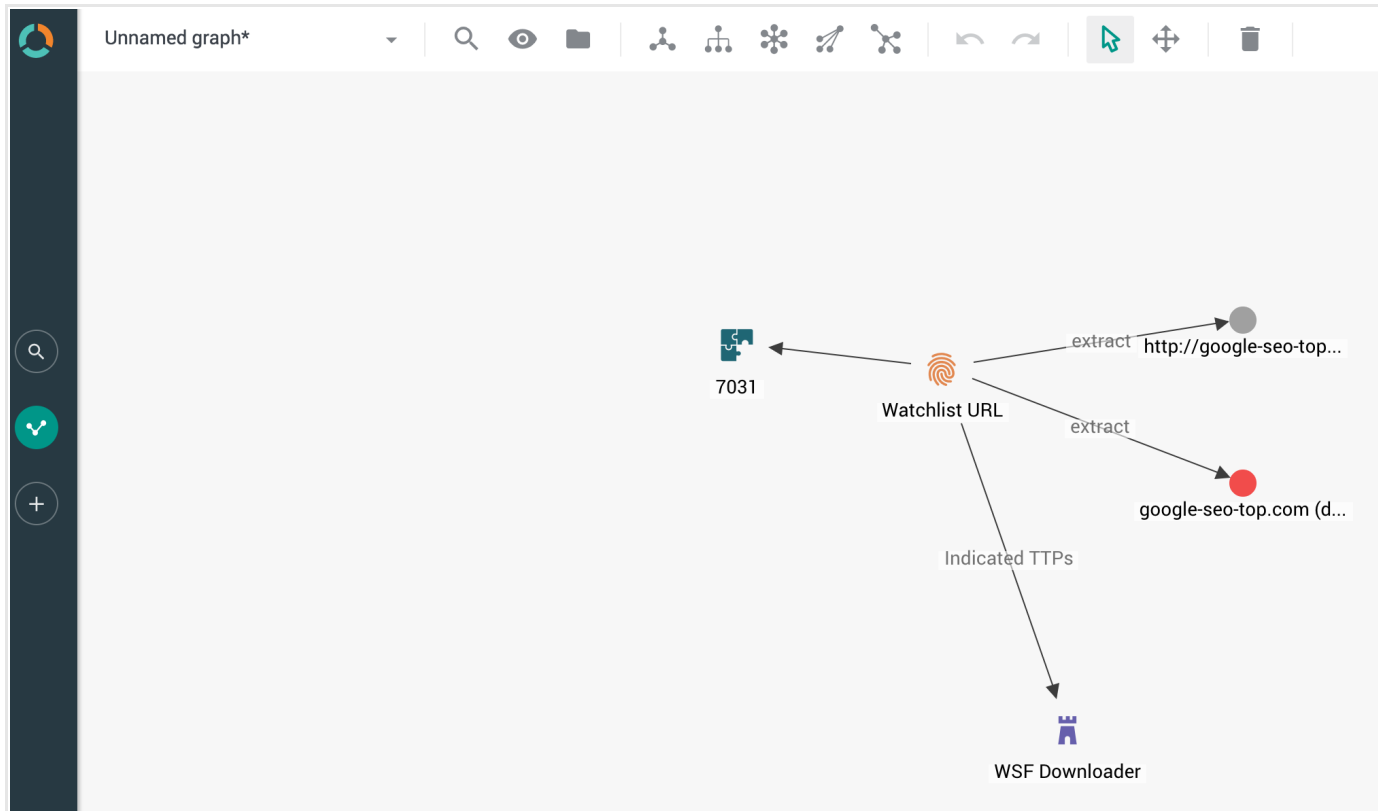 Unnamed graph*
extract
http://google-seo-top...
7031
Watchlist URL
extract
google-seo-top.com (d...
Indicated TTPs
WSF Downloader